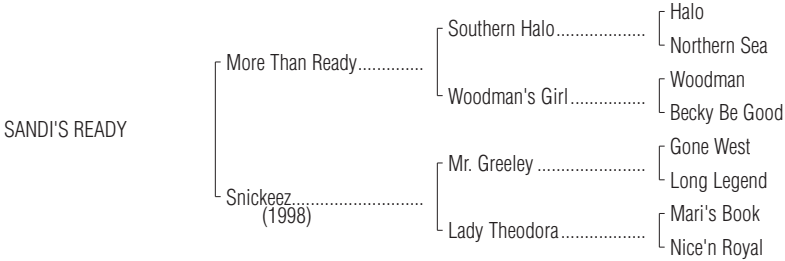 Halo
Southern Halo....................
Northern Sea
More Than Ready..............
Woodman
Woodman's Girl.................
Becky Be Good
SANDI'S READY
Gone West
Mr. Greeley ........................
Long Legend
Snickeez............................
(1998)
Mari's Book
Lady Theodora...................
Nice'n Royal